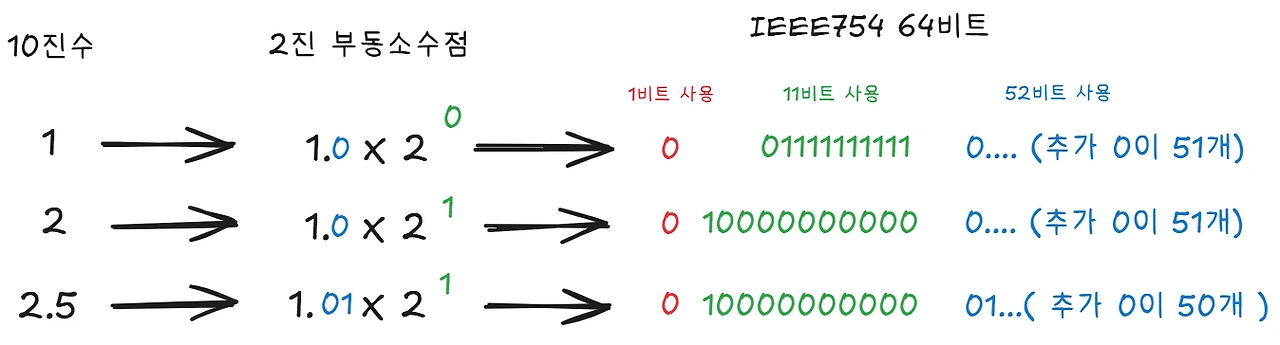 IEEE754 64비트
10진수 2진 부동소수점
1비트 사용 11비트 사용 52비트 사용
1 1.0 x 2 0 0 01111111111 0.... (추가 0이 51개)
2 1.0 x 2 1 0 10000000000 0.... (추가 0이 51개)
2.5 1.01 x 2 1 0 10000000000 01...( 추가 0이 50개 )